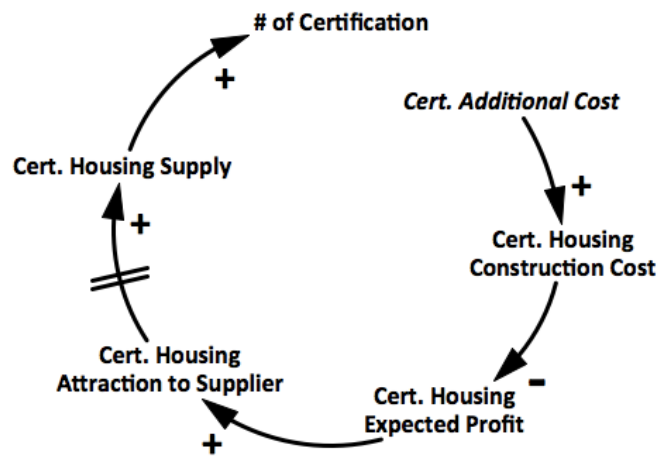 # of Certification
+
Cert. Additional Cost
Cert. Housing Supply
+
+
Cert. Housing
Construction Cost
Cert. Housing
Attraction to Supplier
-
Cert. Housing
Expected Profit
+